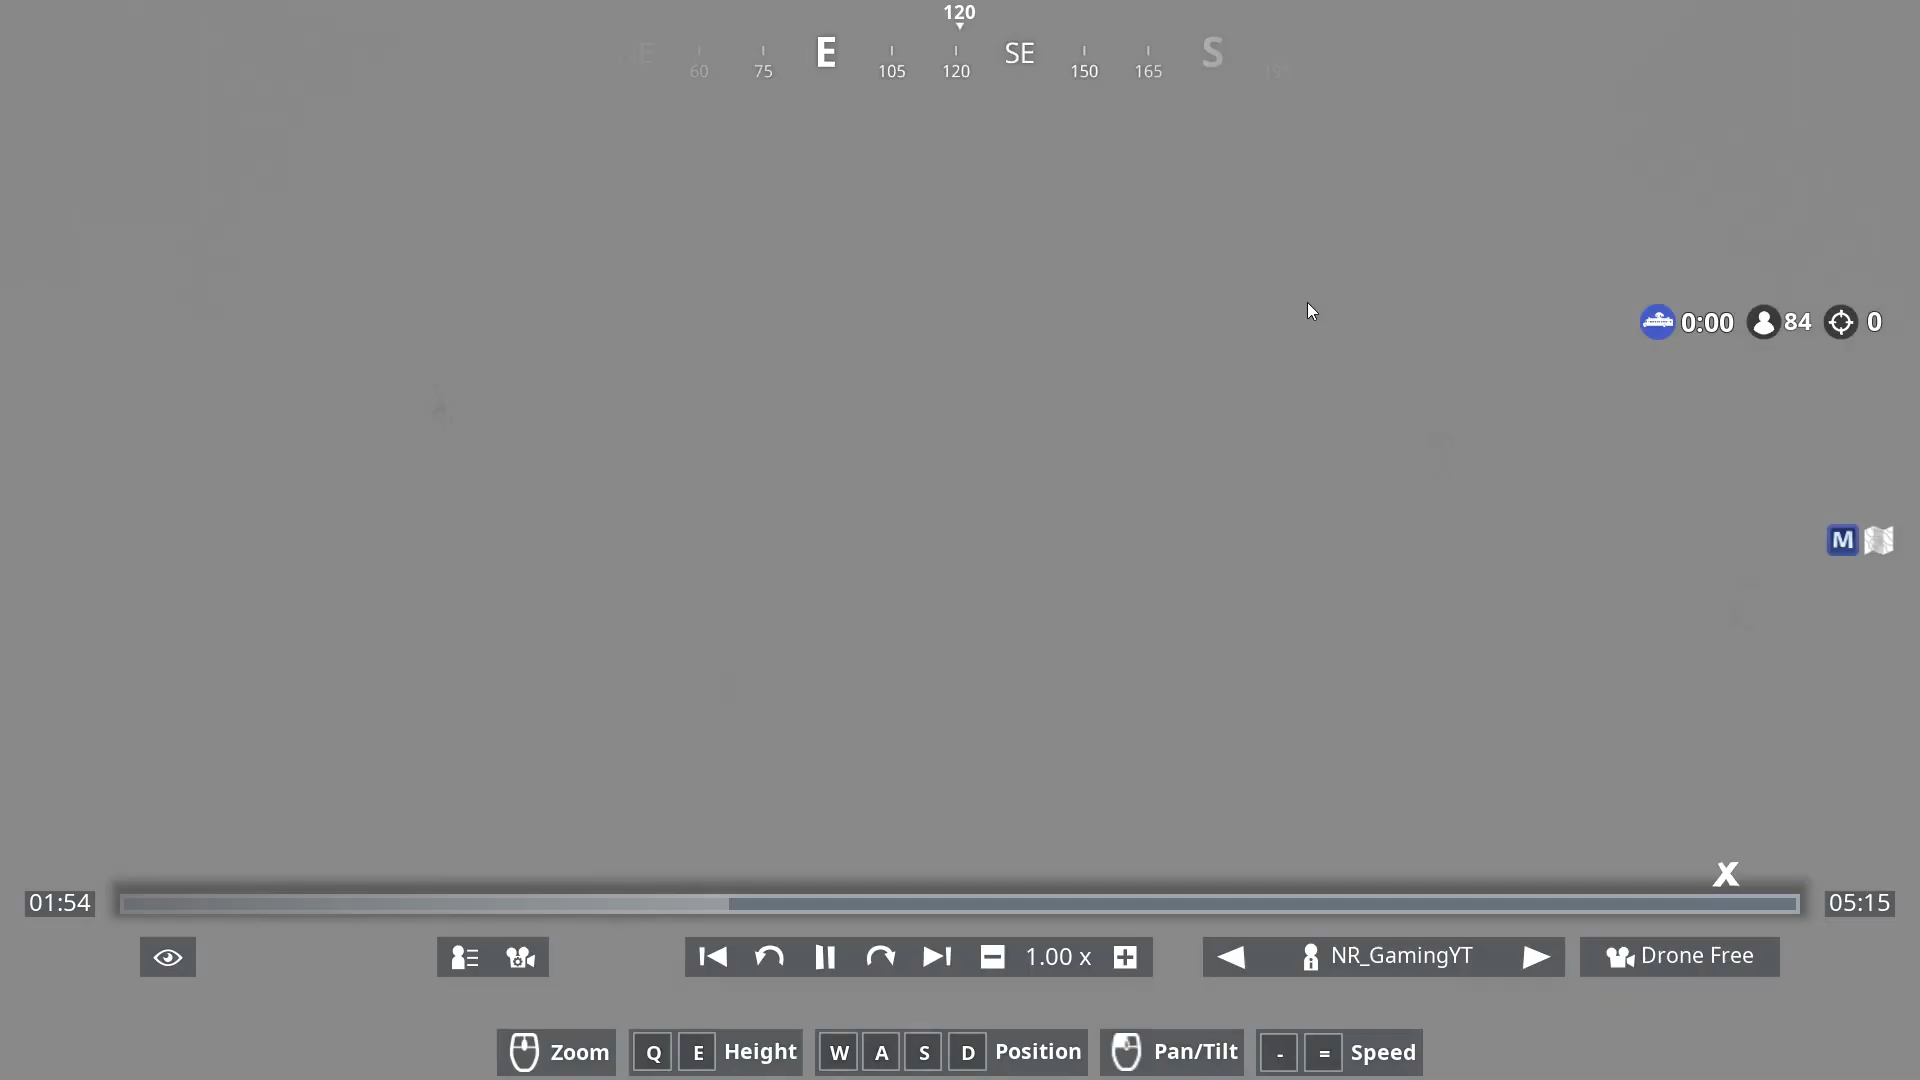 120
E SE S
60 75 105 120 150 165
0:00 84 0
M
X
01:54 05:15
1.00 x NR_GamingYT Drone Free
Zoom Q E Height W A S D Position Pan/Tilt - = Speed